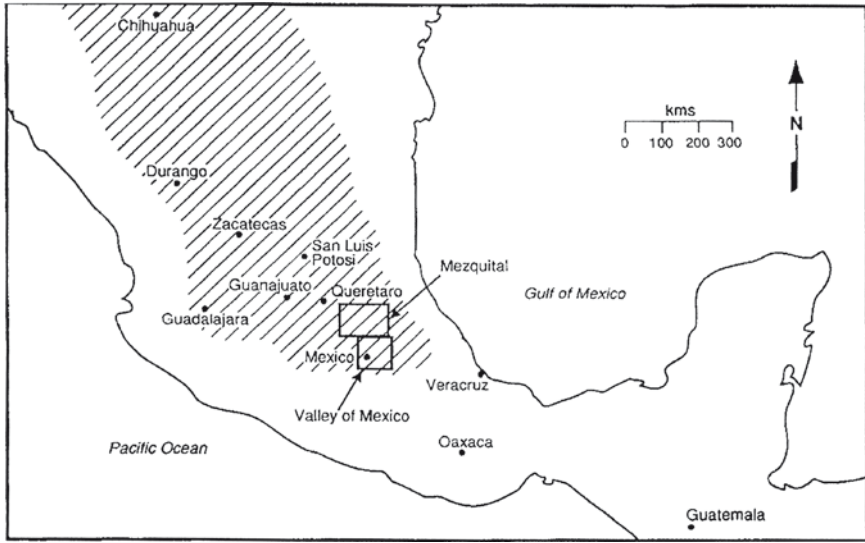 Chihuahua
kms
0 100 200 300
N
Durango
Zacatecas
San Luis
Potosi
Mezquital
Guanajuato
Queretaro
Gulf of Mexico
Guadalajara
Mexico
Veracruz
Valley of Mexico
Pacific Ocean
Oaxaca
Guatemala